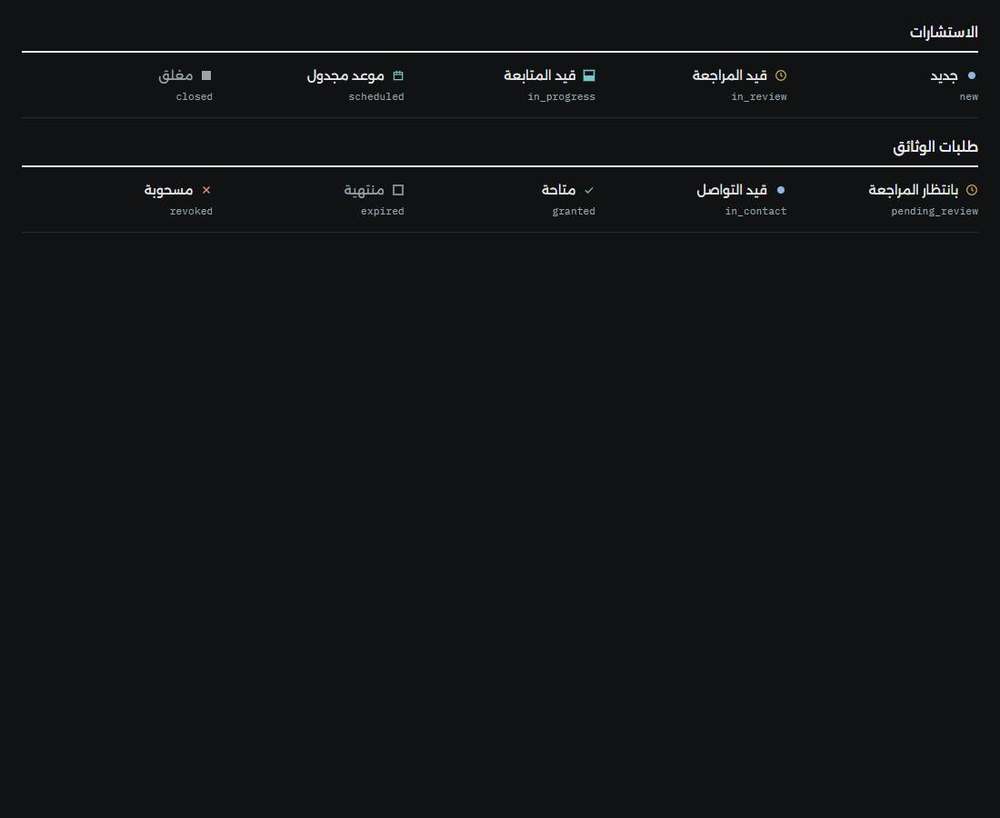 الاستشارات
جديد قيد المراجعة قيد المتابعة موعد مجدول مغلق
new in_review in_progress scheduled closed
طلبات الوثائق
بانتظار المراجعة قيد التواصل متاحة منتهية مسحوبة
pending_review in_contact granted expired revoked